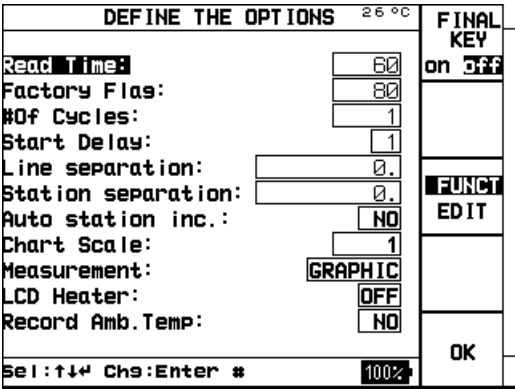 DEFINE THE OPTIONS 26°C
Read Time: 60
Factory Flag: 80
#Of Cycles: 1
Start Delay: 1
Line separation: 0.
Station separation: 0.
Auto station inc.: NO
Chart Scale: 1
Measurement: GRAPHIC
LCD Heater: OFF
Record Amb.Temp: NO
Sel:↑↓↵ Chg:Enter # 100%
FINAL
KEY
on off
FUNCT
EDIT
OK